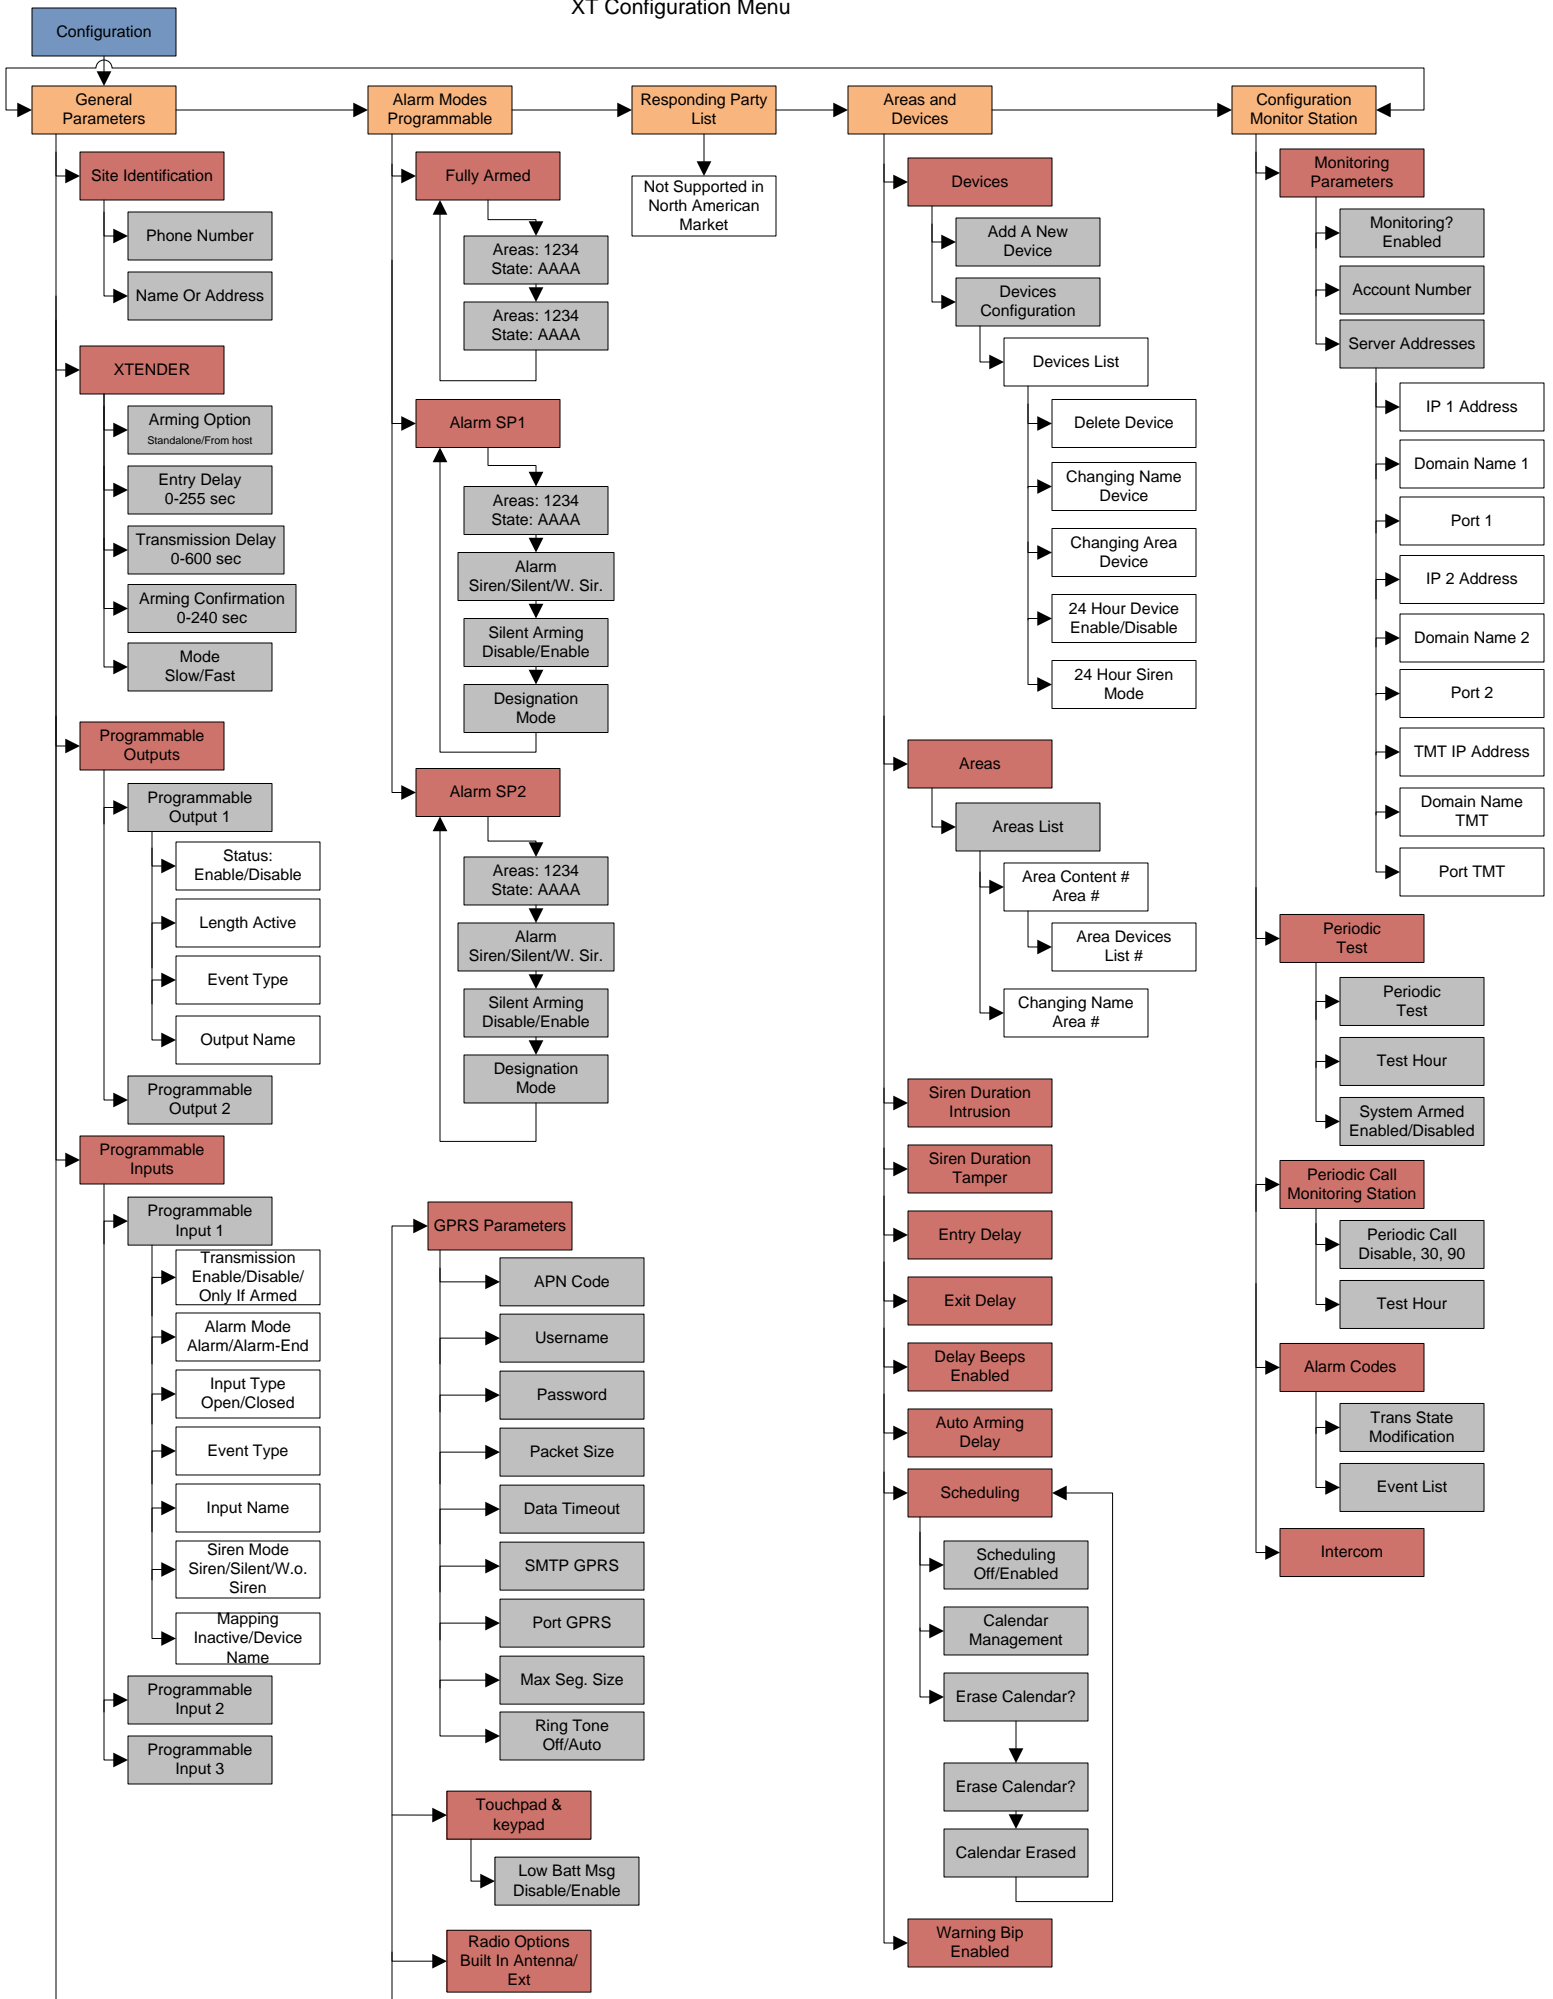 XT Configuration Menu
Configuration
General
Parameters
Site Identification
Phone Number
Name Or Address
XTENDER
Arming Option
Standalone/From host
Entry Delay
0-255 sec
Transmission Delay
0-600 sec
Arming Confirmation
0-240 sec
Mode
Slow/Fast
Programmable
Outputs
Programmable
Output 1
Status:
Enable/Disable
Length Active
Event Type
Output Name
Programmable
Output 2
Programmable
Inputs
Programmable
Input 1
Transmission
Enable/Disable/
Only If Armed
Alarm Mode
Alarm/Alarm-End
Input Type
Open/Closed
Event Type
Input Name
Siren Mode
Siren/Silent/W.o.
Siren
Mapping
Inactive/Device
Name
Programmable
Input 2
Programmable
Input 3
Alarm Modes
Programmable
Fully Armed
Areas: 1234
State: AAAA
Areas: 1234
State: AAAA
Alarm SP1
Areas: 1234
State: AAAA
Alarm
Siren/Silent/W. Sir.
Silent Arming
Disable/Enable
Designation
Mode
Alarm SP2
Areas: 1234
State: AAAA
Alarm
Siren/Silent/W. Sir.
Silent Arming
Disable/Enable
Designation
Mode
GPRS Parameters
APN Code
Username
Password
Packet Size
Data Timeout
SMTP GPRS
Port GPRS
Max Seg. Size
Ring Tone
Off/Auto
Touchpad &
keypad
Low Batt Msg
Disable/Enable
Radio Options
Built In Antenna/
Ext
Responding Party
List
Not Supported in
North American
Market
Areas and
Devices
Devices
Add A New
Device
Devices
Configuration
Devices List
Delete Device
Changing Name
Device
Changing Area
Device
24 Hour Device
Enable/Disable
24 Hour Siren
Mode
Areas
Areas List
Area Content #
Area #
Area Devices
List #
Changing Name
Area #
Siren Duration
Intrusion
Siren Duration
Tamper
Entry Delay
Exit Delay
Delay Beeps
Enabled
Auto Arming
Delay
Scheduling
Scheduling
Off/Enabled
Calendar
Management
Erase Calendar?
Erase Calendar?
Calendar Erased
Warning Bip
Enabled
Configuration
Monitor Station
Monitoring
Parameters
Monitoring?
Enabled
Account Number
Server Addresses
IP 1 Address
Domain Name 1
Port 1
IP 2 Address
Domain Name 2
Port 2
TMT IP Address
Domain Name
TMT
Port TMT
Periodic
Test
Periodic
Test
Test Hour
System Armed
Enabled/Disabled
Periodic Call
Monitoring Station
Periodic Call
Disable, 30, 90
Test Hour
Alarm Codes
Trans State
Modification
Event List
Intercom